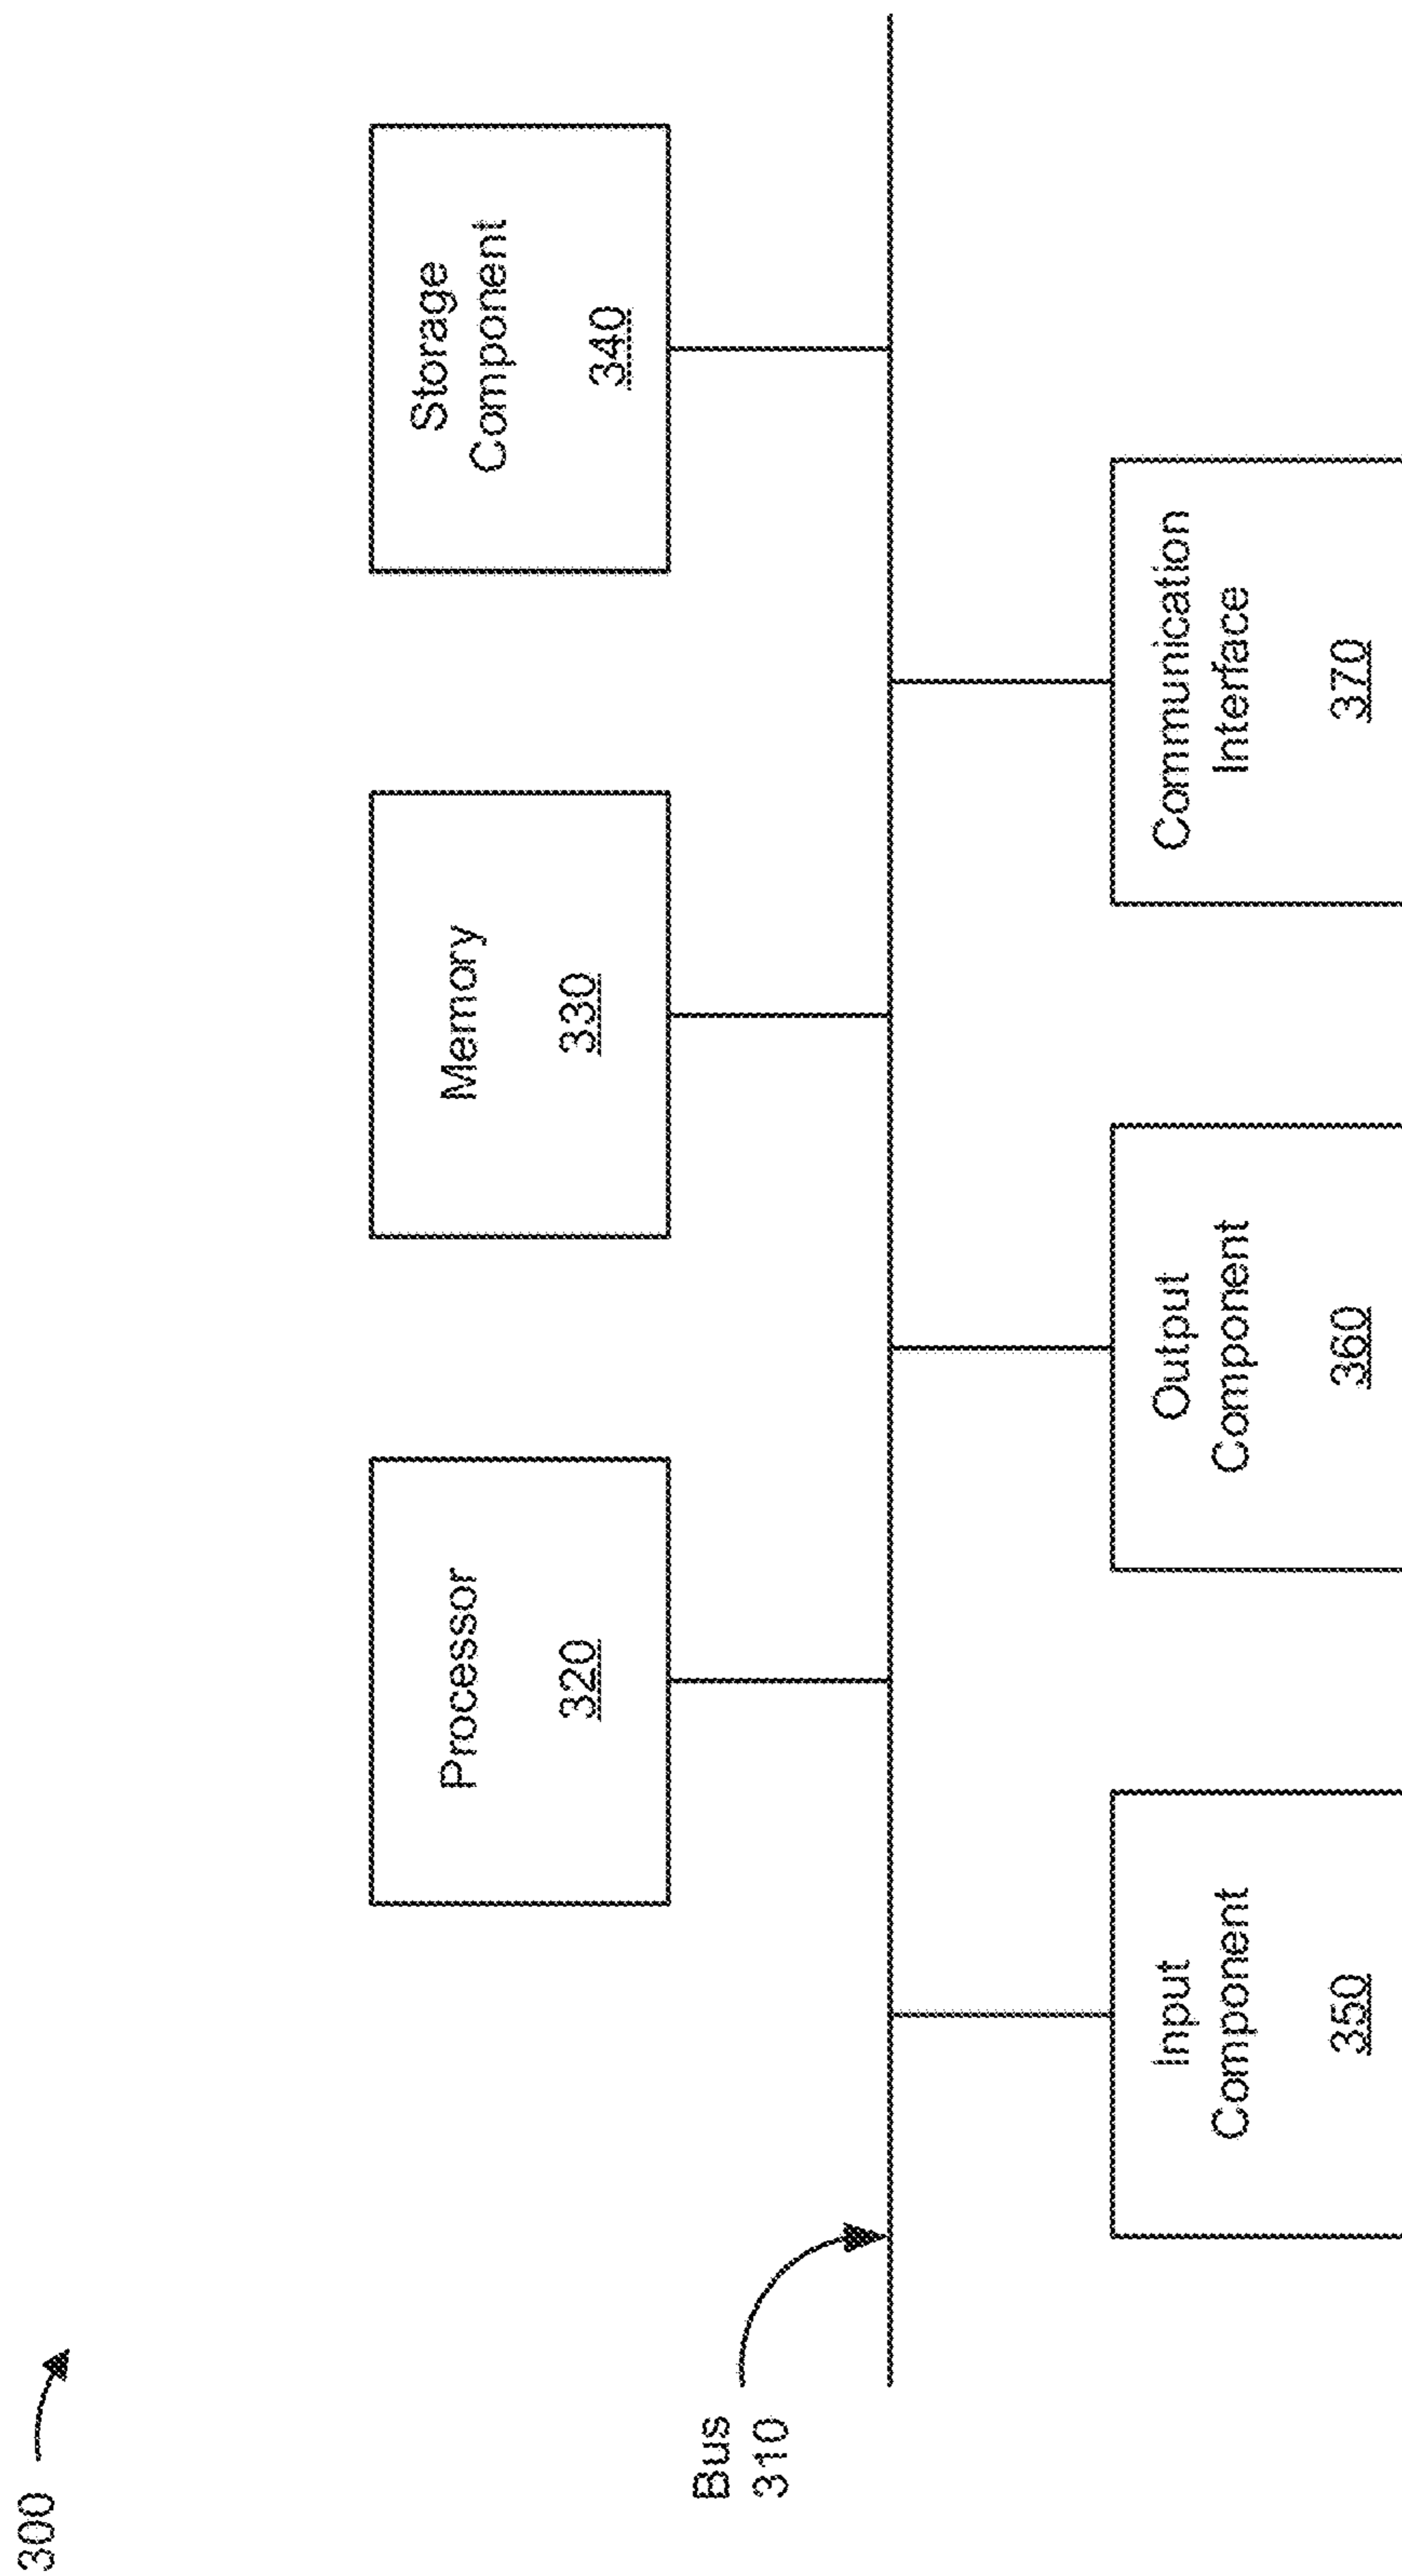 300
Processor
320
Memory
330
Storage
Component
340
Bus
310
Input
Component
350
Output
Component
360
Communication
Interface
370